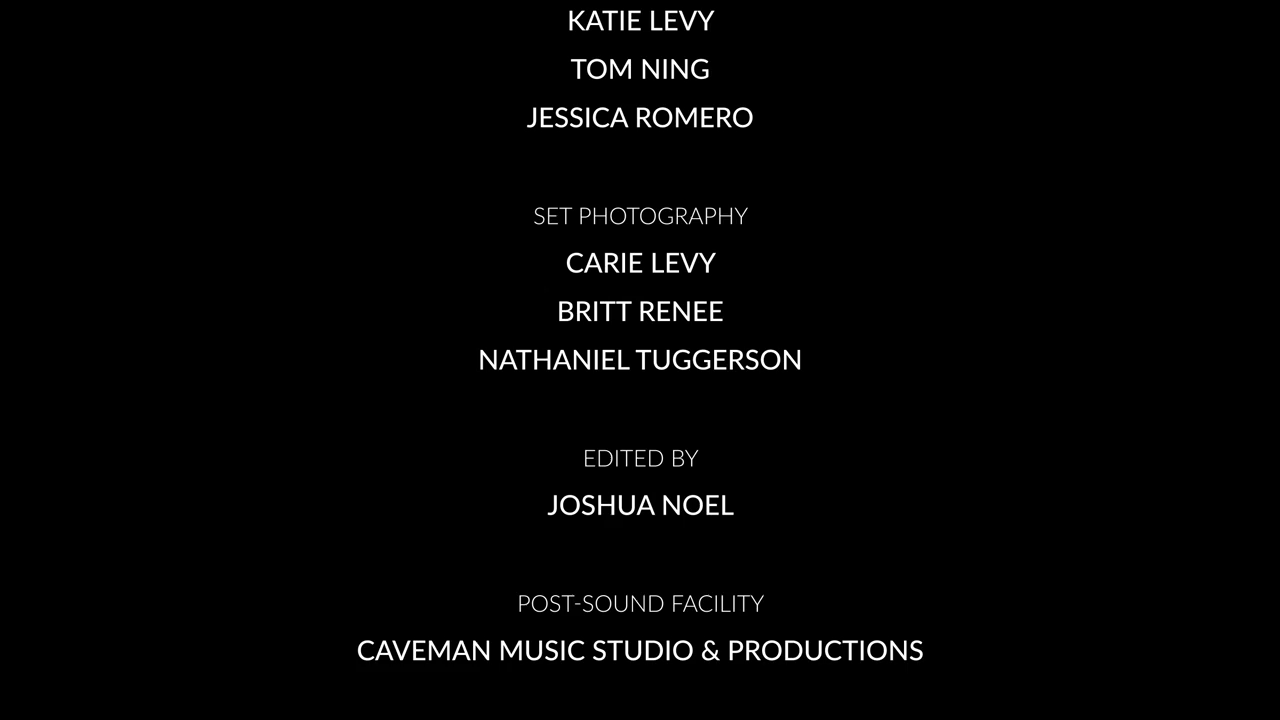 KATIE LEVY
TOM NING
JESSICA ROMERO
SET PHOTOGRAPHY
CARIE LEVY
BRITT RENEE
NATHANIEL TUGGERSON
EDITED BY
JOSHUA NOEL
POST-SOUND FACILITY
CAVEMAN MUSIC STUDIO & PRODUCTIONS